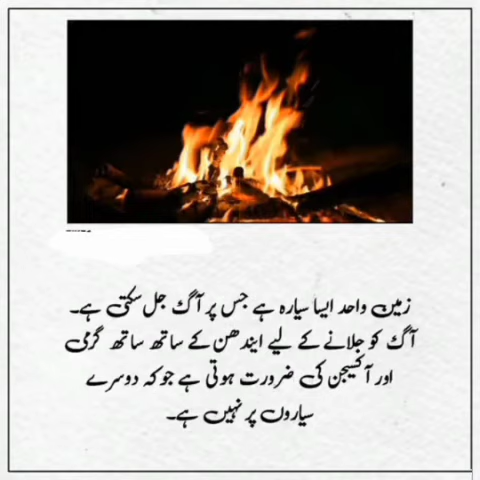 زمین واحد ایسا سیارہ ہے جس پر آگ جل سکتی ہے۔
آگ کو جلانے کے لیے ایندھن کے ساتھ ساتھ گرمی
اور آکسیجن کی ضرورت ہوتی ہے جو کہ دوسرے
سیاروں پر نہیں ہے۔